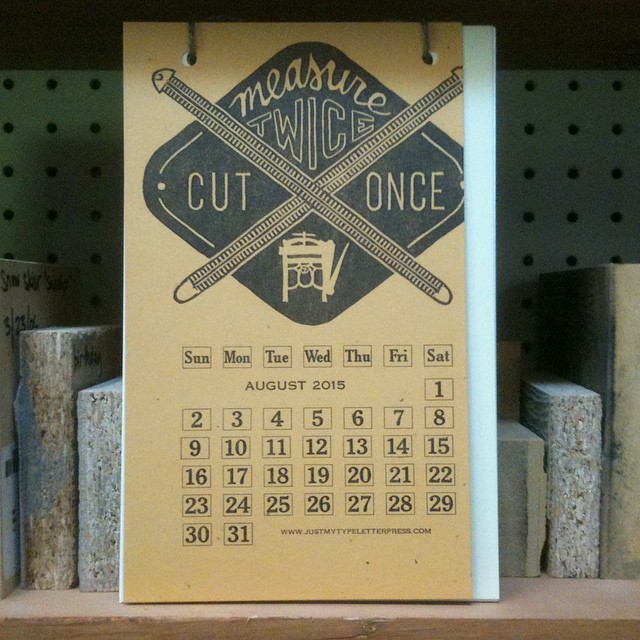 measure
TWICE
CUT ONCE
Sun Mon Tue Wed Thu Fri Sat
AUGUST 2015
1
2 3 4 5 6 7 8
9 10 11 12 13 14 15
16 17 18 19 20 21 22
23 24 25 26 27 28 29
30 31
WWW.JUSTMYTYPELETTERPRESS.COM